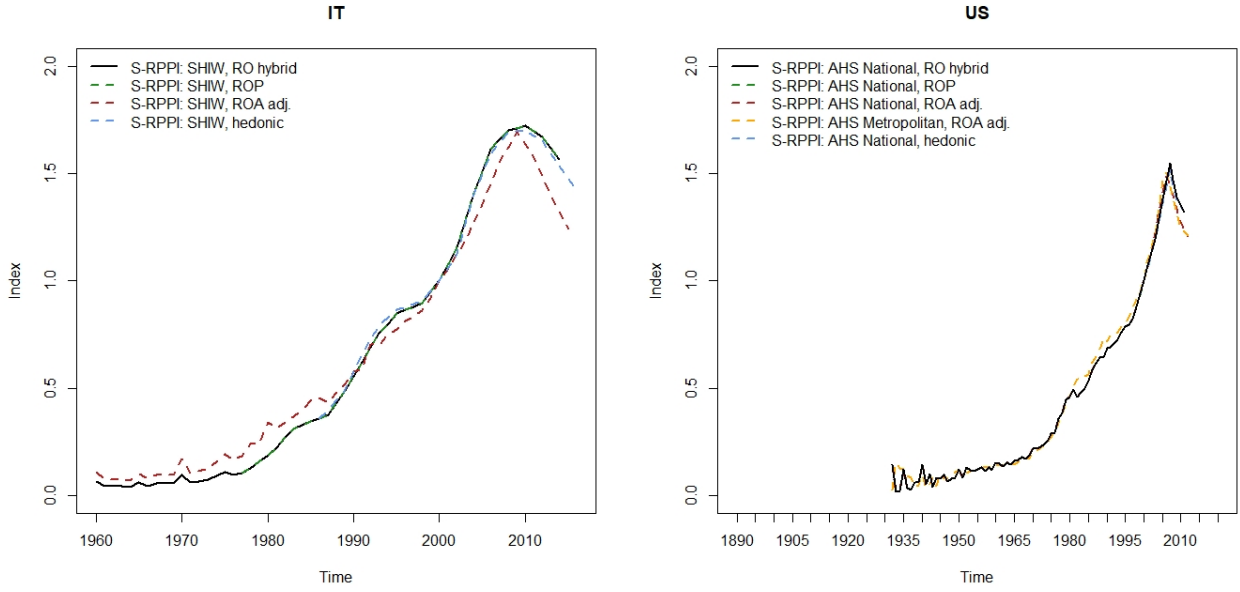 IT
S-RPPI: SHIW, RO hybrid
S-RPPI: SHIW, ROP
S-RPPI: SHIW, ROA adj.
S-RPPI: SHIW, hedonic
2.0
1.5
1.0
0.5
0.0
Index
1960 1970 1980 1990 2000 2010
Time
US
S-RPPI: AHS National, RO hybrid
S-RPPI: AHS National, ROP
S-RPPI: AHS National, ROA adj.
S-RPPI: AHS Metropolitan, ROA adj.
S-RPPI: AHS National, hedonic
2.0
1.5
1.0
0.5
0.0
Index
1890 1905 1920 1935 1950 1965 1980 1995 2010
Time